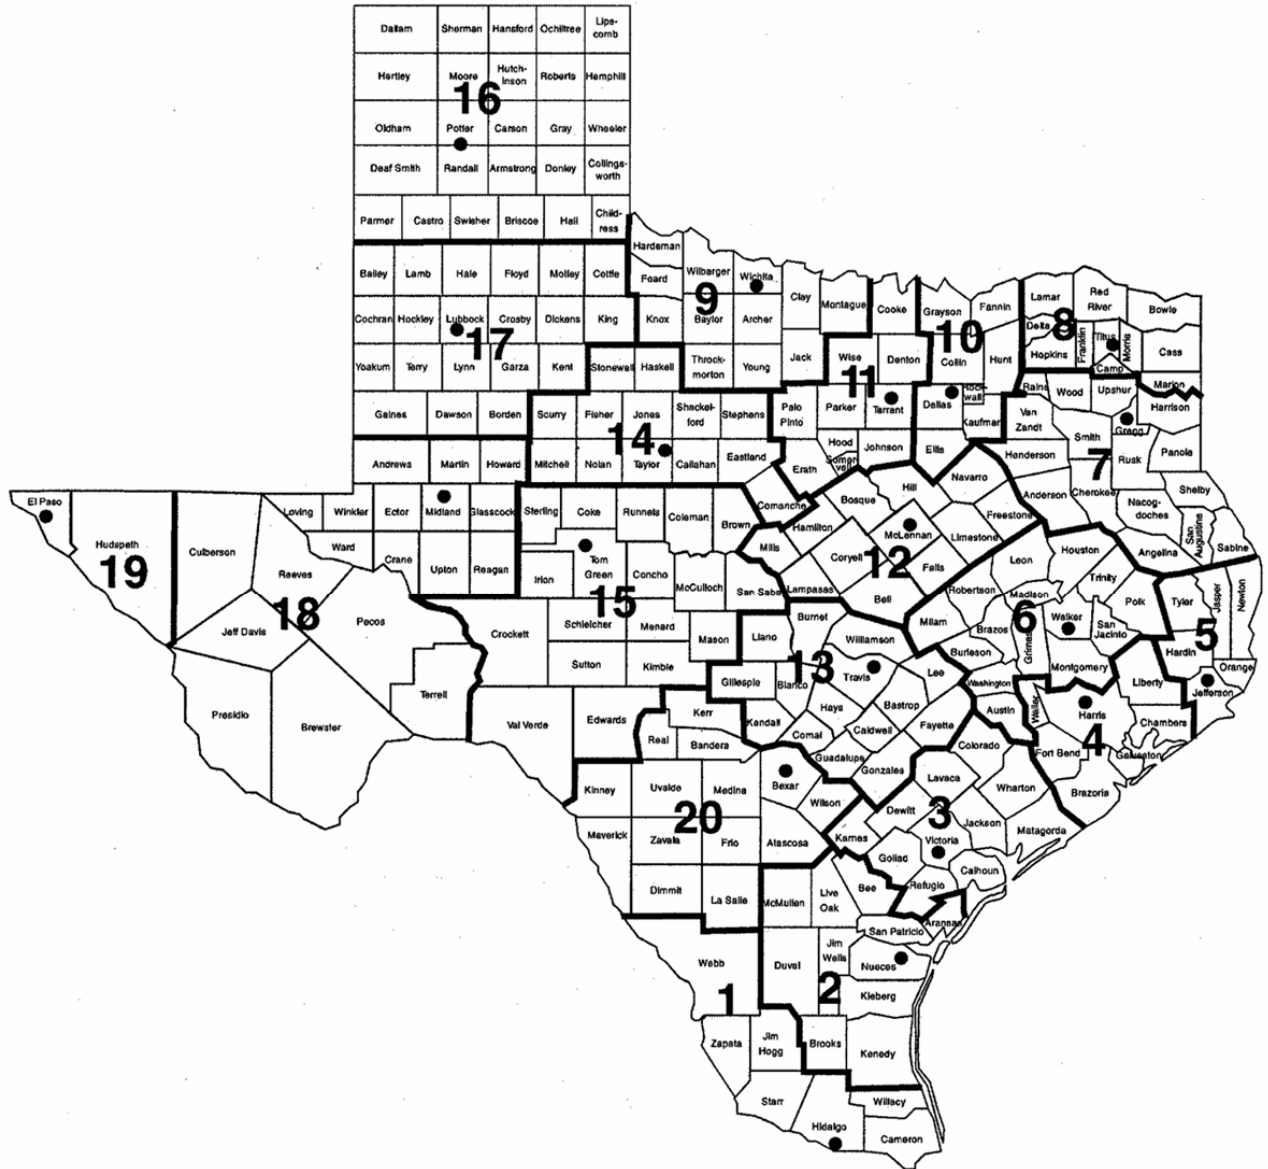 Dallam Sherman Hansford Ochiltree Lips-
comb
Hartley Moore Hutch-
inson Roberts Hemphill
16
Oldham Potter Carson Gray Wheeler
Deaf Smith Randall Armstrong Donley Collings-
worth
Parmer Castro Swisher Briscoe Hall Child-
ress
Hardeman
Bailey Lamb Hale Floyd Motley Cottle Foard Wilbarger Wichita
9
Clay Montague Cooke Grayson Fannin Lamar Red
River Bowie
Cochran Hockley Lubbock Crosby Dickens King Knox Baylor Archer
17
10
Delta 8 Franklin Titus Morris Cass
Hopkins Camp
Yoakum Terry Lynn Garza Kent Stonewall Haskell Throck-
morton Young Jack Wise Denton Collin Hunt
11
Rains Wood Upshur Marion
Harrison
Gaines Dawson Borden Scurry Fisher Jones Shackel-
ford Stephens Palo
Pinto Parker Tarrant Dallas Rock-
wall Kaufman Van
Zandt Smith Gregg
14
Hood Johnson Ellis Somer-
vell
Henderson 7 Rusk Panola
Andrews Martin Howard Mitchell Nolan Taylor Callahan Eastland Erath
Hill Navarro Anderson Cherokee Nacog-
doches Shelby
El Paso Loving Winkler Ector Midland Glasscock Sterling Coke Runnels Coleman Brown Comanche Bosque
Freestone San
Augustine Sabine
Hudspeth Culberson Ward Crane Upton Reagan
Hamilton McLennan Limestone Leon Houston Angelina
19 Reeves Irion Tom
Green Concho McCulloch San Saba Mills Coryell 12 Falls
Lampasas Bell Robertson Madison Trinity Polk Tyler Jasper Newton
18 15
Jeff Davis Pecos Crockett Schleicher Menard Mason Llano Burnet Williamson Milam Brazos 6 Grimes Walker San
Jacinto Hardin 5
Burleson Montgomery Liberty Orange
Jefferson
Sutton Kimble Gillespie Blanco 13 Travis Lee Washington
Terrell Presidio Brewster Val Verde Edwards Kerr Kendall Hays Bastrop Austin Waller Harris Chambers
Real Bandera Comal Caldwell Fayette Colorado Fort Bend 4 Galveston
Guadalupe Gonzales Lavaca Wharton Brazoria
Kinney Uvalde Medina Bexar Wilson Dewitt 3 Jackson Matagorda
20
Maverick Zavala Frio Atascosa Karnes Goliad Victoria Calhoun
Dimmit La Salle McMullen Live
Oak Bee Refugio
Aransas
San Patricio
Webb Duval Jim
Wells Nueces
1 2 Kleberg
Zapata Jim
Hogg Brooks Kenedy
Starr Willacy
Hidalgo Cameron